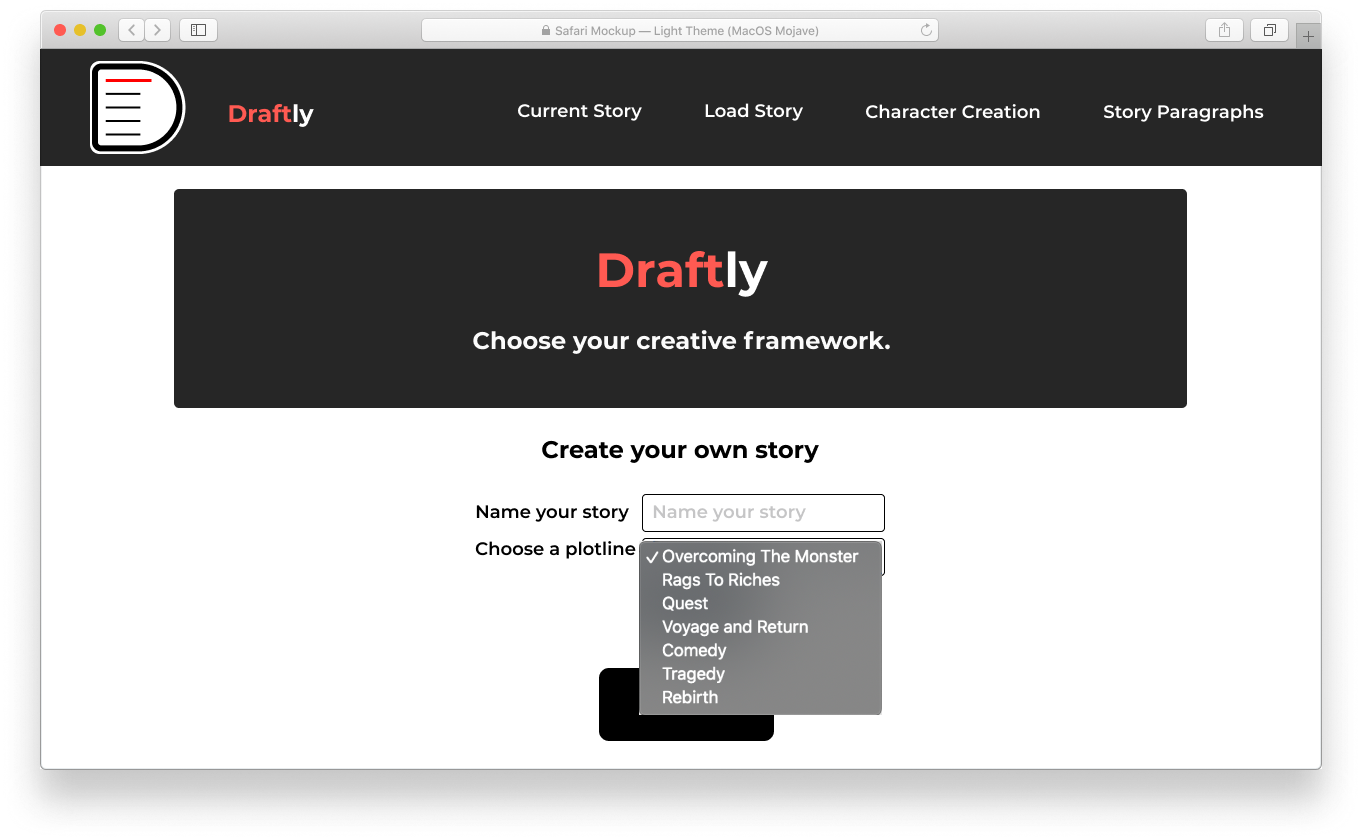 Safari Mockup — Light Theme (MacOS Mojave)
Draftly
Current Story
Load Story
Character Creation
Story Paragraphs
Draftly
Choose your creative framework.
Create your own story
Name your story
Name your story
Choose a plotline
✓ Overcoming The Monster
Rags To Riches
Quest
Voyage and Return
Comedy
Tragedy
Rebirth